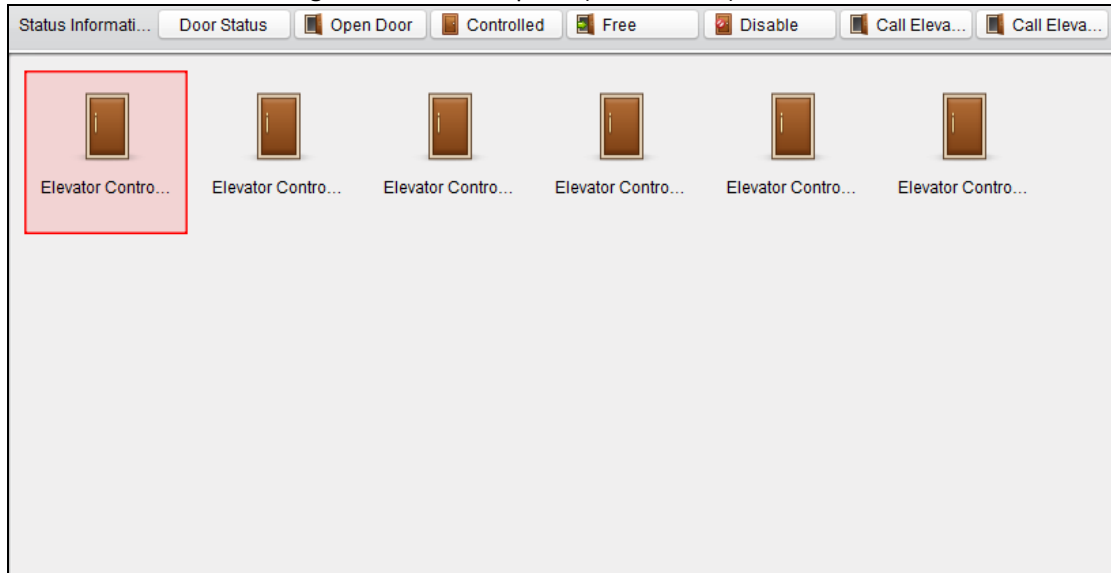 Status Informati... Door Status Open Door Controlled Free Disable Call Eleva... Call Eleva...
Elevator Contro... Elevator Contro... Elevator Contro... Elevator Contro... Elevator Contro... Elevator Contro...